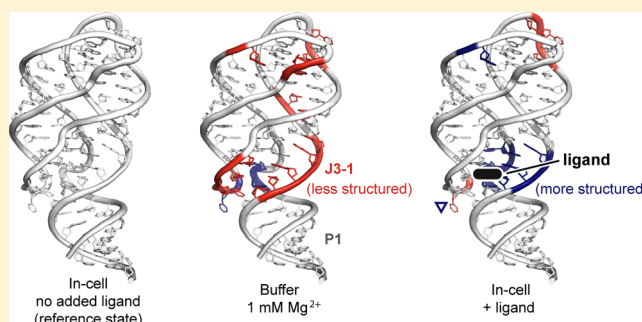 J3-1
(less structured)
P1
ligand
(more structured)
In-cell
no added ligand
(reference state)
Buffer
1 mM Mg²⁺
In-cell
+ ligand